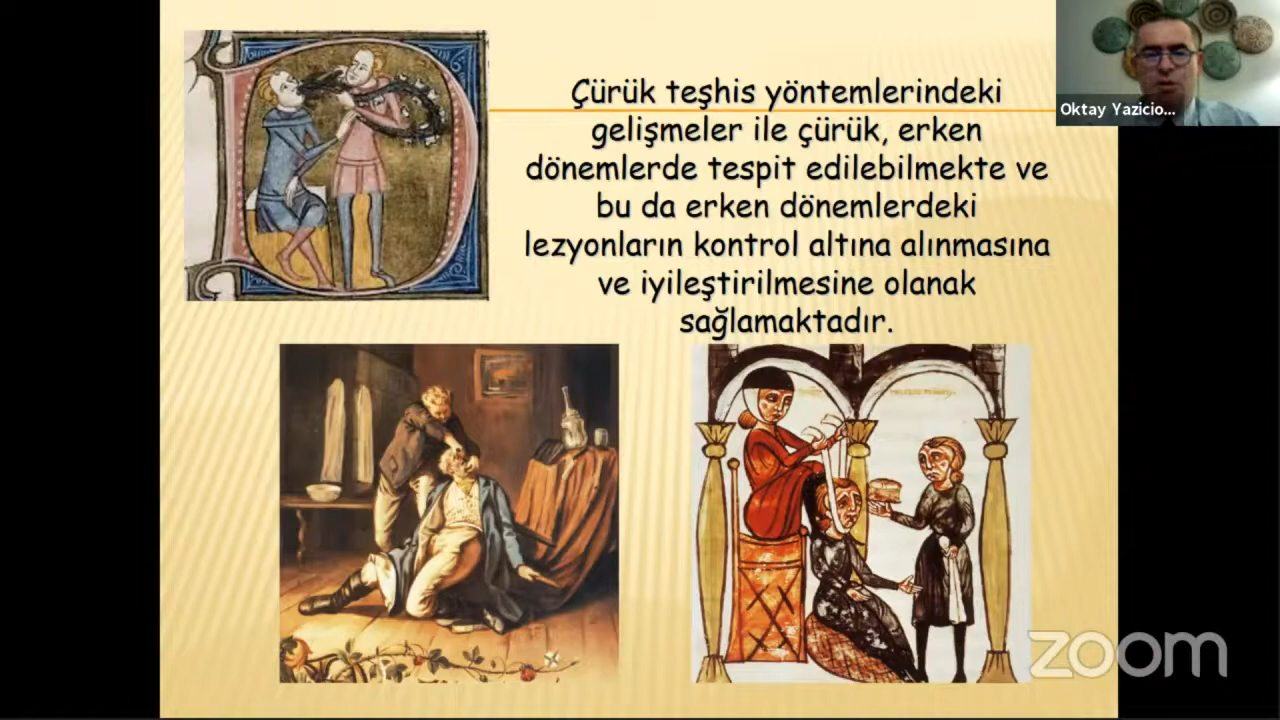 Çürük teşhis yöntemlerindeki
gelişmeler ile çürük, erken
dönemlerde tespit edilebilmekte ve
bu da erken dönemlerdeki
lezyonların kontrol altına alınmasına
ve iyileştirilmesine olanak
sağlamaktadır.
Oktay Yazicio...
zoom